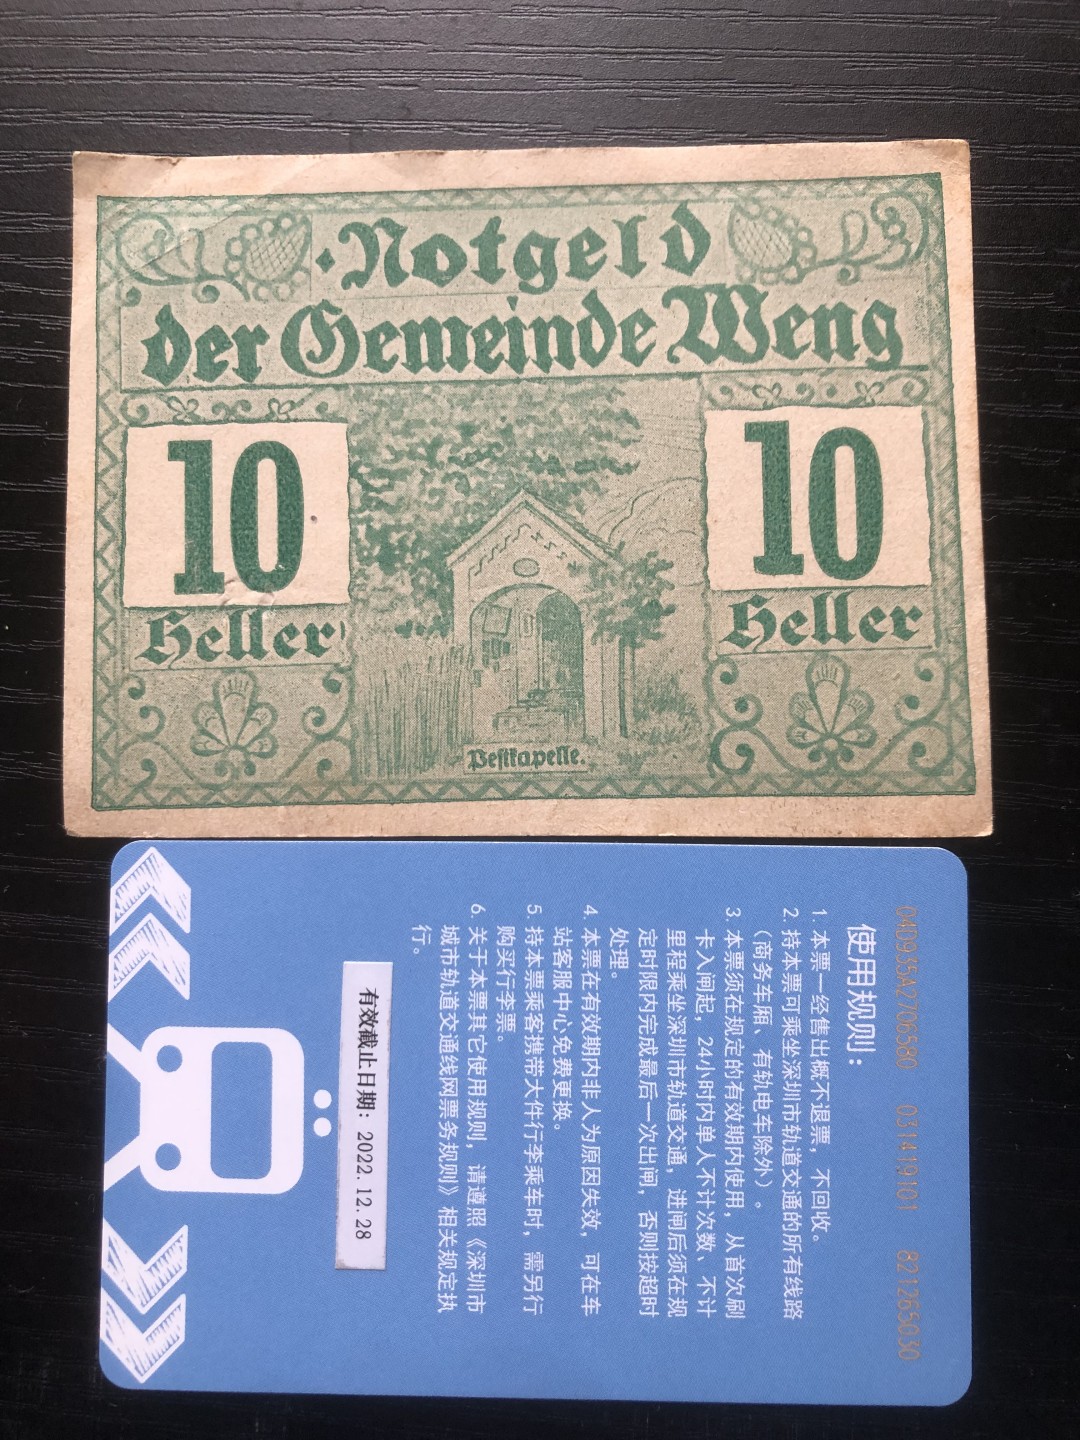 Notgeld
der Gemeinde Weng
10
Heller
10
Heller
Pestkapelle.
04D935A2706580 031419101 821265030
使用规则：
1. 本票一经售出概不退票，不回收。
2. 持本票可乘坐深圳市轨道交通的所有线路
（商务车厢、有轨电车除外）。
3. 本票须在规定的有效期内使用，从首次刷
卡入闸起，24小时内单人不计次数、不计
里程乘坐深圳市轨道交通，进闸后须在规
定时限内完成最后一次出闸，否则按超时
处理。
4. 本票在有效期内非人为原因失效，可在车
站客服中心免费更换。
5. 持本票乘客携带大件行李乘车时，需另行
购买行李票。
6. 关于本票其它使用规则，请遵照《深圳市
城市轨道交通线网票务规则》相关规定执
行。
有效截止日期：2022.12.28